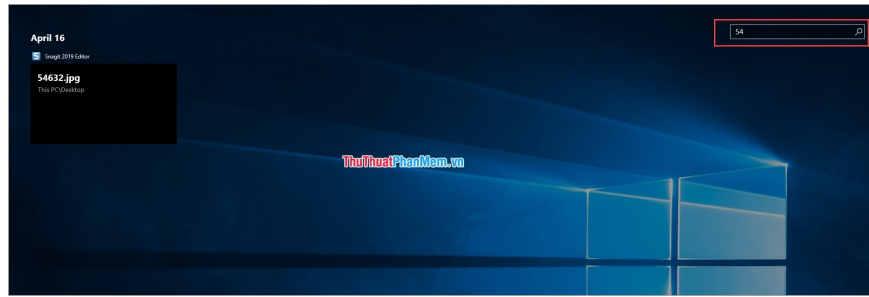 April 16
54
Snagit 2019 Editor
54632.jpg
This PC\Desktop
ThuThuatPhanMem.vn